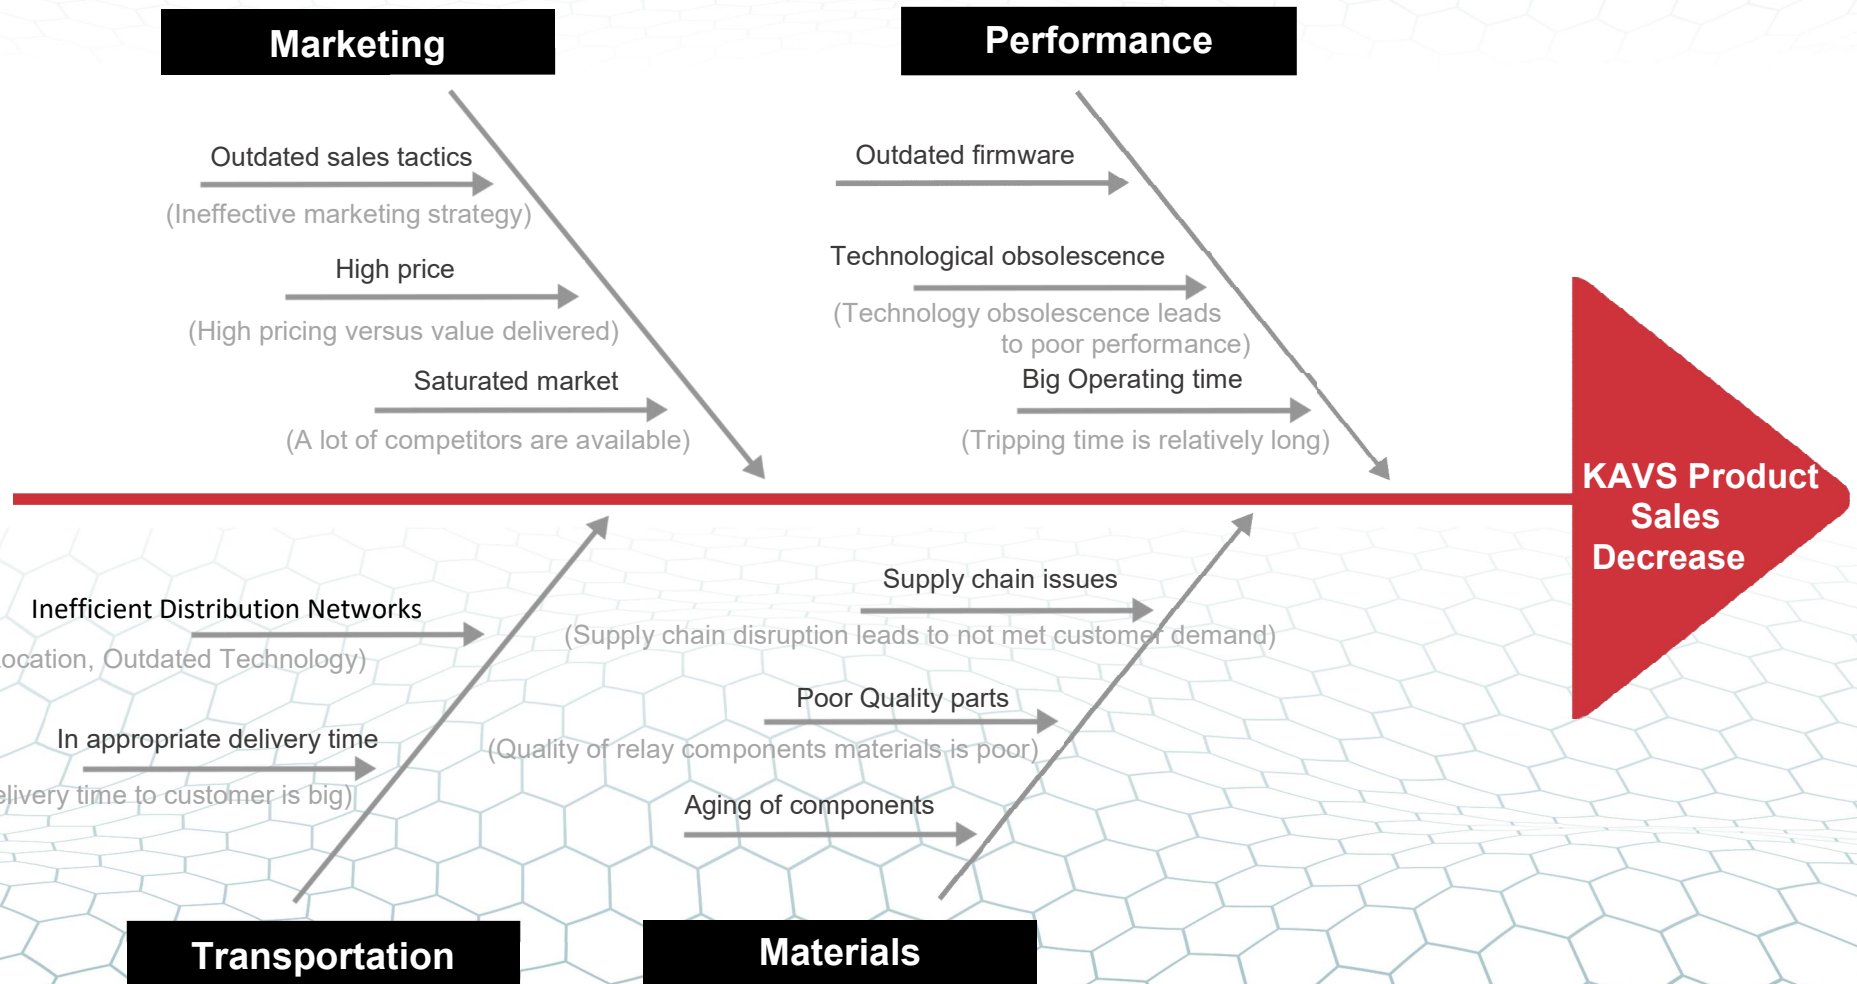 Marketing
Performance
Outdated sales tactics
(Ineffective marketing strategy)
High price
(High pricing versus value delivered)
Saturated market
(A lot of competitors are available)
Outdated firmware
Technological obsolescence
(Technology obsolescence leads
to poor performance)
Big Operating time
(Tripping time is relatively long)
KAVS Product
Sales
Decrease
Inefficient Distribution Networks
Outdated Technology)
In appropriate delivery time
time to customer is big)
Supply chain issues
(Supply chain disruption leads to not met customer demand)
Poor Quality parts
(Quality of relay components materials is poor)
Aging of components
Transportation
Materials